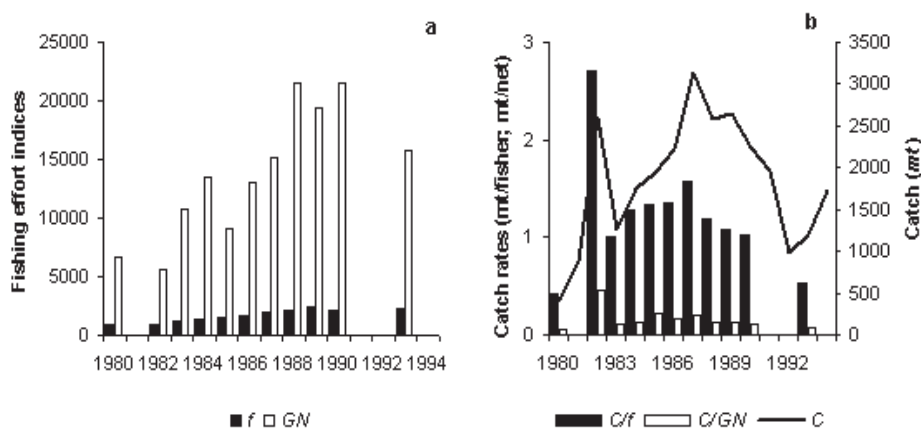 a
25000
20000
15000
10000
5000
0
Fishing effort indices
1980 1982 1984 1986 1988 1990 1992 1994
f GN
b
3
2
1
0
Catch rates (mt/fisher; mt/net)
3500
3000
2500
2000
1500
1000
500
0
Catch (mt)
1980 1983 1986 1989 1992
C/f C/GN C